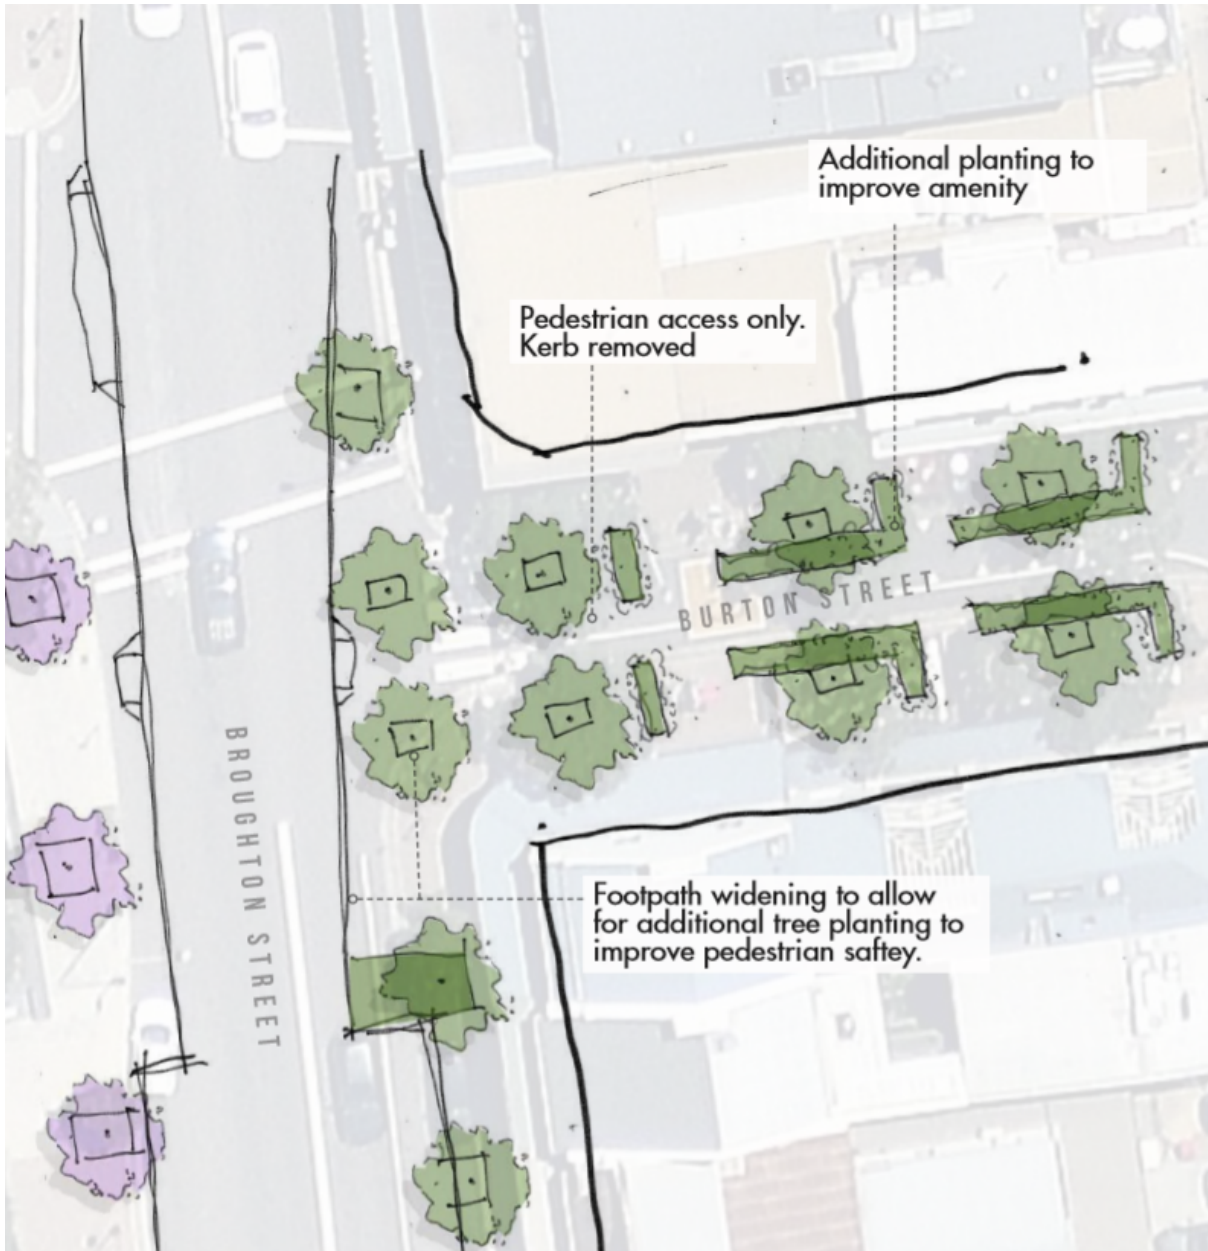 Additional planting to
improve amenity
Pedestrian access only.
Kerb removed
BURTON STREET
BROUGHTON STREET
Footpath widening to allow
for additional tree planting to
improve pedestrian saftey.